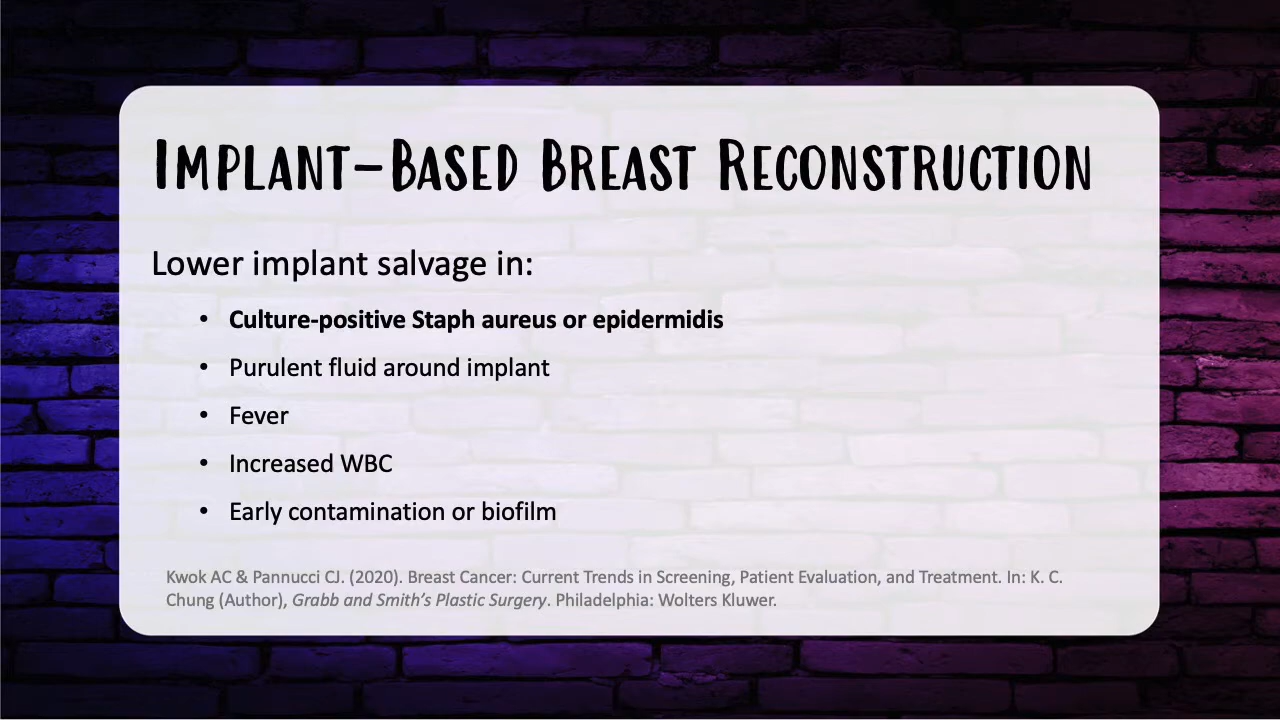 Implant-Based Breast Reconstruction
Lower implant salvage in:
• Culture-positive Staph aureus or epidermidis
• Purulent fluid around implant
• Fever
• Increased WBC
• Early contamination or biofilm
Kwok AC & Pannucci CJ. (2020). Breast Cancer: Current Trends in Screening, Patient Evaluation, and Treatment. In: K. C.
Chung (Author), Grabb and Smith’s Plastic Surgery. Philadelphia: Wolters Kluwer.